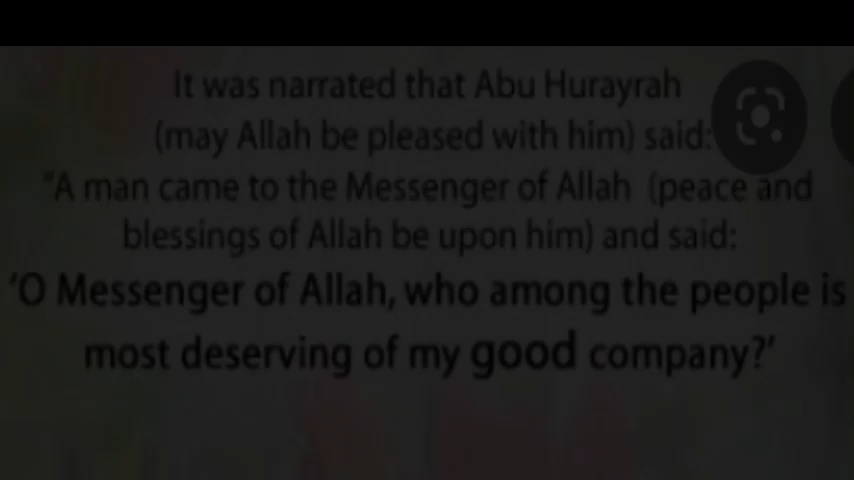 It was narrated that Abu Hurayrah
(may Allah be pleased with him) said:
"A man came to the Messenger of Allah (peace and
blessings of Allah be upon him) and said:
'O Messenger of Allah, who among the people is
most deserving of my good company?'